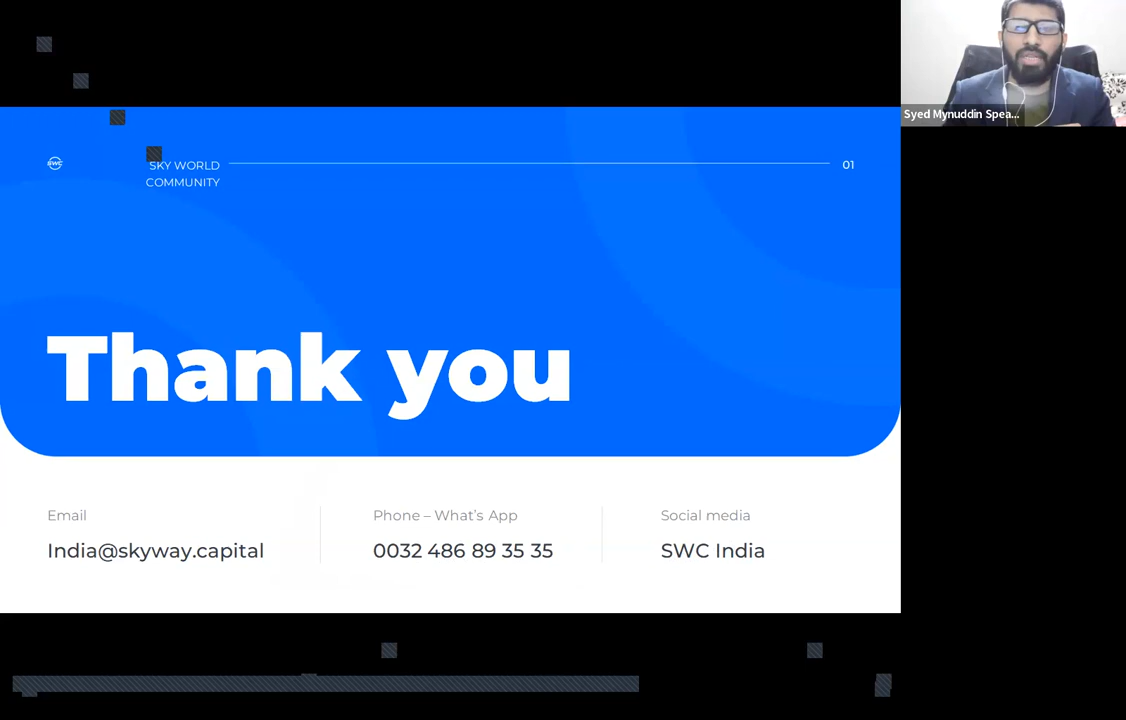 Syed Mynuddin Spea...
SWC
SKY WORLD
COMMUNITY
01
Thank you
Email
India@skyway.capital
Phone – What's App
0032 486 89 35 35
Social media
SWC India